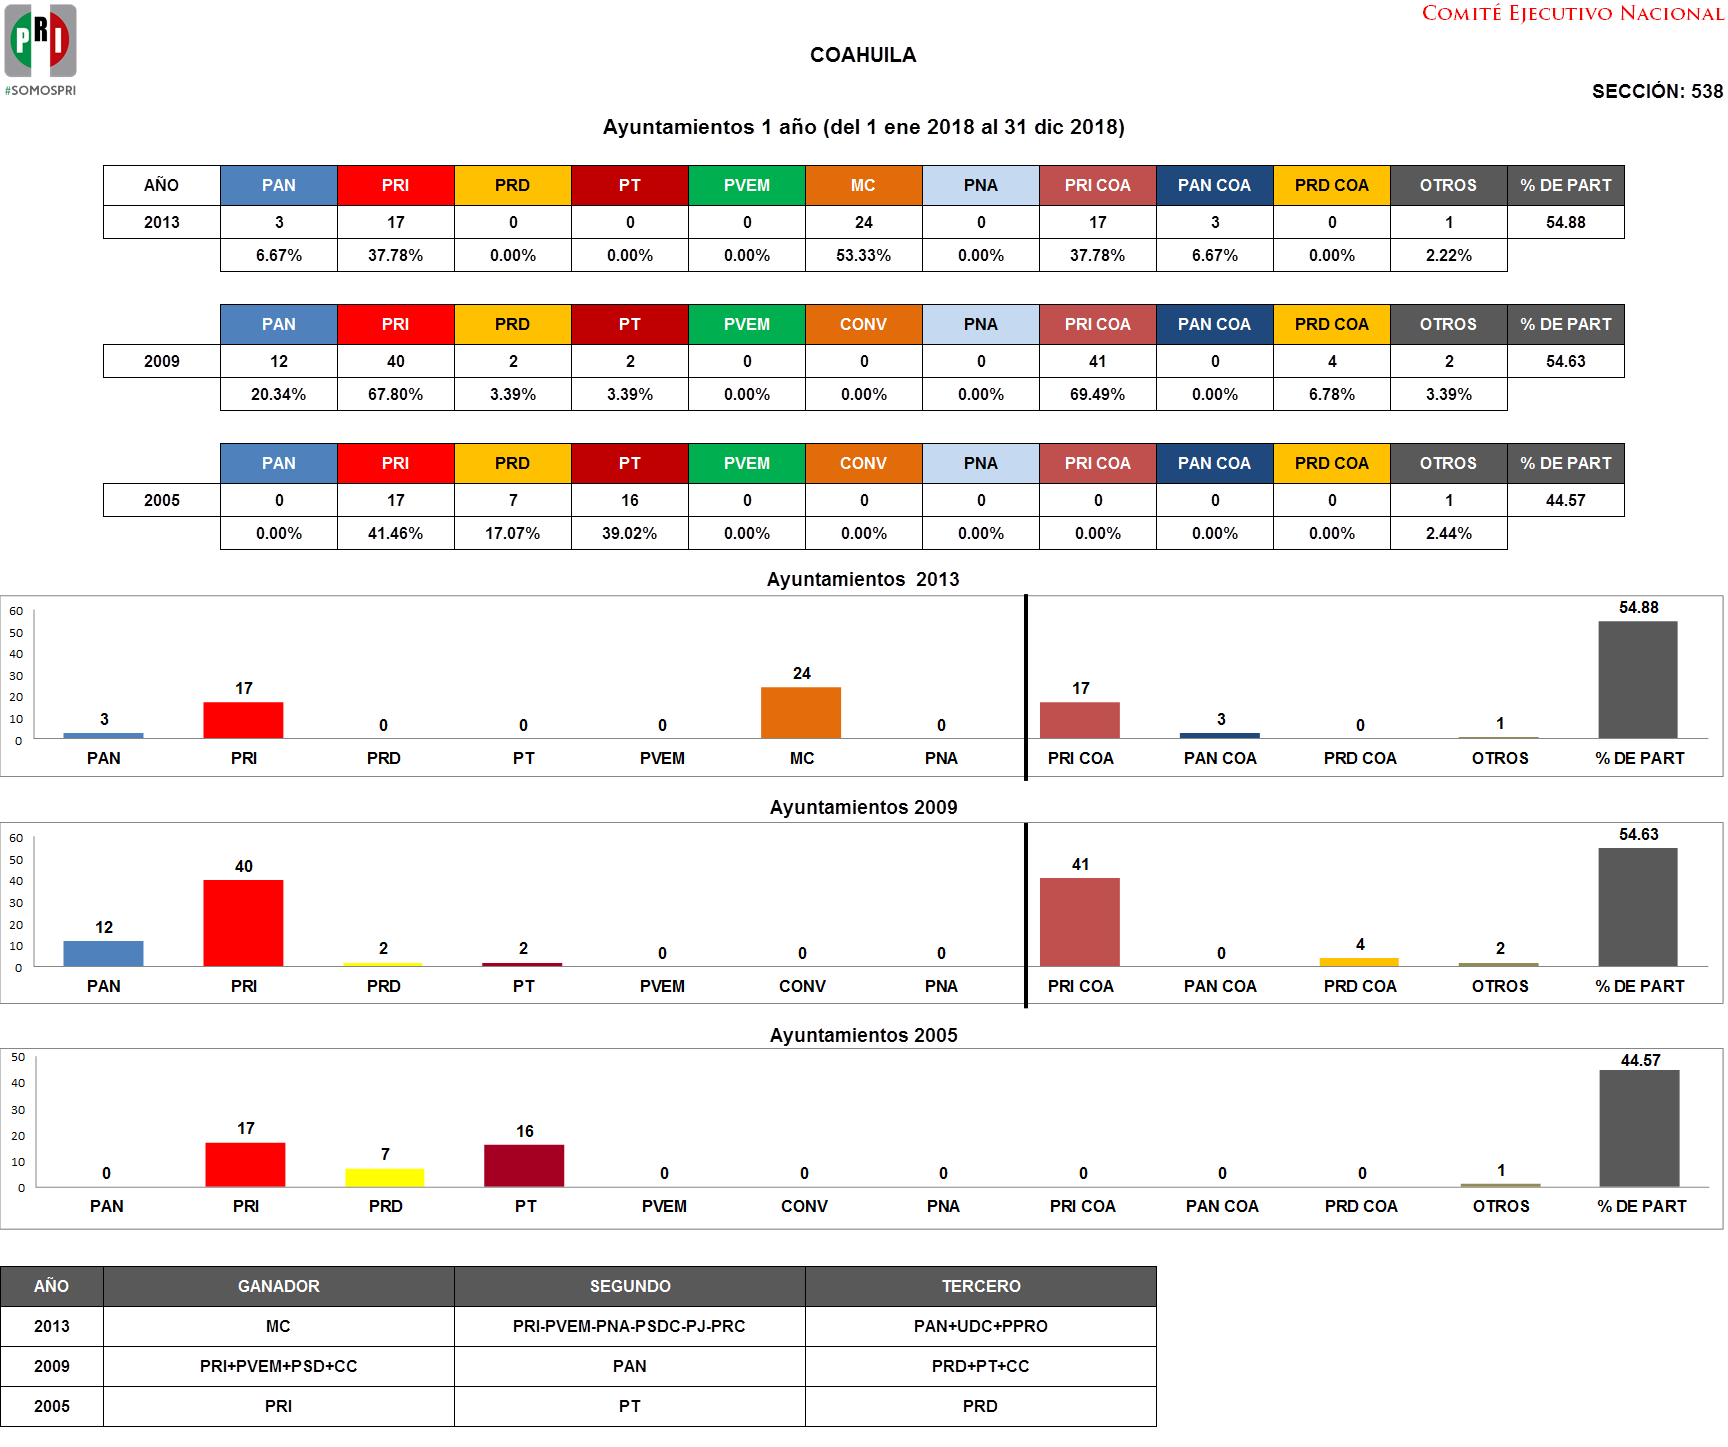 COMITÉ EJECUTIVO NACIONAL
PRI
#SOMOSPRI
COAHUILA
SECCIÓN: 538
Ayuntamientos 1 año (del 1 ene 2018 al 31 dic 2018)
AÑO PAN PRI PRD PT PVEM MC PNA PRI COA PAN COA PRD COA OTROS % DE PART
2013 3 17 0 0 0 24 0 17 3 0 1 54.88
6.67% 37.78% 0.00% 0.00% 0.00% 53.33% 0.00% 37.78% 6.67% 0.00% 2.22%
PAN PRI PRD PT PVEM CONV PNA PRI COA PAN COA PRD COA OTROS % DE PART
2009 12 40 2 2 0 0 0 41 0 4 2 54.63
20.34% 67.80% 3.39% 3.39% 0.00% 0.00% 0.00% 69.49% 0.00% 6.78% 3.39%
PAN PRI PRD PT PVEM CONV PNA PRI COA PAN COA PRD COA OTROS % DE PART
2005 0 17 7 16 0 0 0 0 0 0 1 44.57
0.00% 41.46% 17.07% 39.02% 0.00% 0.00% 0.00% 0.00% 0.00% 0.00% 2.44%
Ayuntamientos 2013
60
50
40
30
20
10
0
3 17 0 0 0 24 0 17 3 0 1 54.88
PAN PRI PRD PT PVEM MC PNA PRI COA PAN COA PRD COA OTROS % DE PART
Ayuntamientos 2009
60
50
40
30
20
10
0
12 40 2 2 0 0 0 41 0 4 2 54.63
PAN PRI PRD PT PVEM CONV PNA PRI COA PAN COA PRD COA OTROS % DE PART
Ayuntamientos 2005
50
40
30
20
10
0
0 17 7 16 0 0 0 0 0 0 1 44.57
PAN PRI PRD PT PVEM CONV PNA PRI COA PAN COA PRD COA OTROS % DE PART
AÑO GANADOR SEGUNDO TERCERO
2013 MC PRI-PVEM-PNA-PSDC-PJ-PRC PAN+UDC+PPRO
2009 PRI+PVEM+PSD+CC PAN PRD+PT+CC
2005 PRI PT PRD